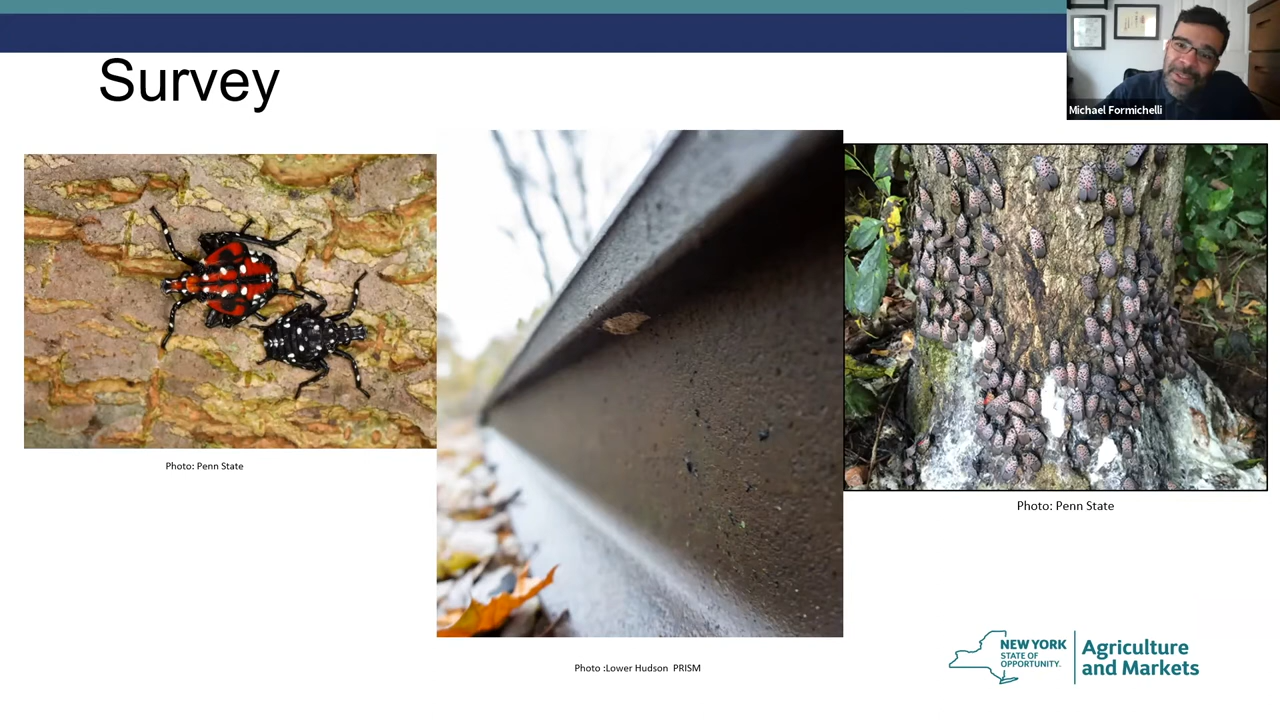 Survey
Michael Formichelli
Photo: Penn State
Photo: Penn State
Photo :Lower Hudson PRISM
NEW YORK
STATE OF
OPPORTUNITY.
Agriculture
and Markets